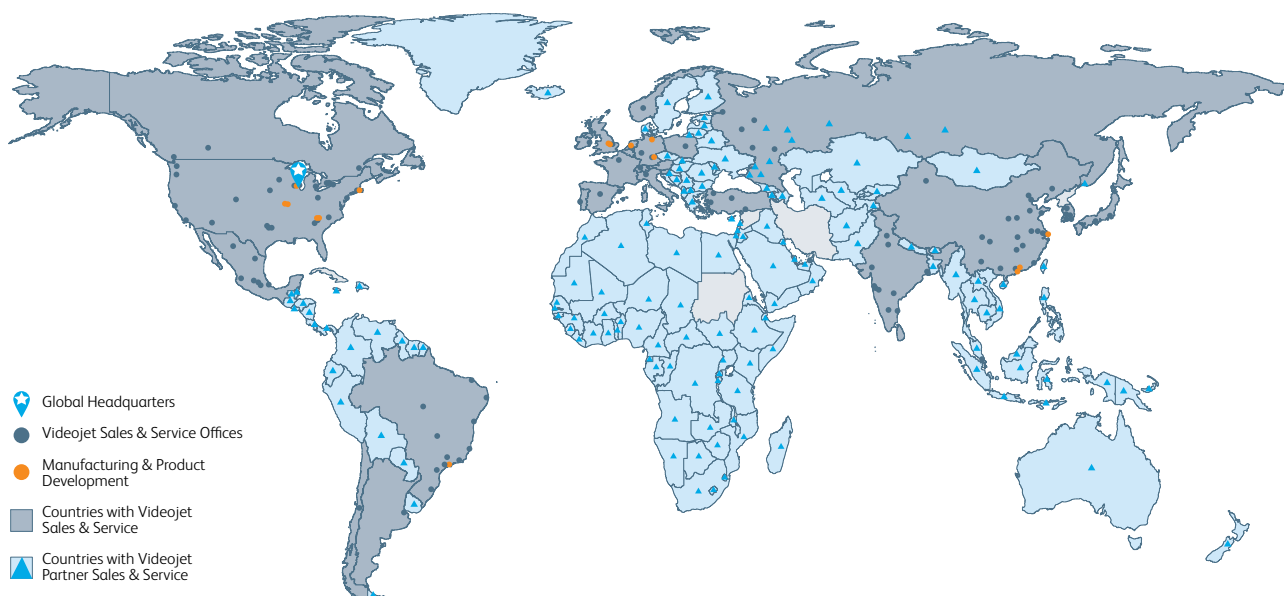 Global Headquarters
Videojet Sales & Service Offices
Manufacturing & Product
Development
Countries with Videojet
Sales & Service
Countries with Videojet
Partner Sales & Service